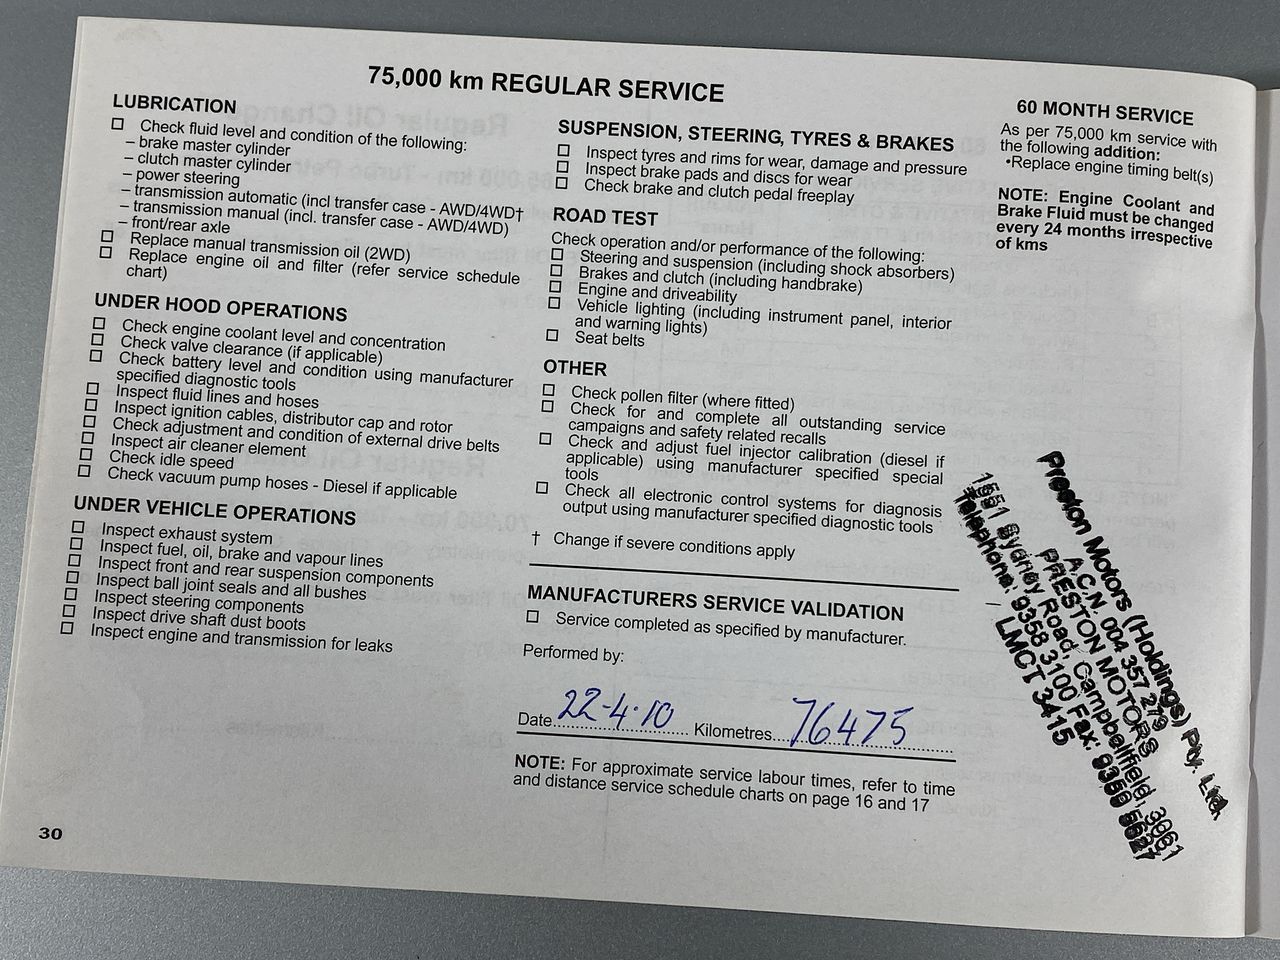 75,000 km REGULAR SERVICE
LUBRICATION
Check fluid level and condition of the following:
– brake master cylinder
– clutch master cylinder
– power steering
– transmission automatic (incl transfer case - AWD/4WD†
– transmission manual (incl. transfer case - AWD/4WD)
– front/rear axle
Replace manual transmission oil (2WD)
Replace engine oil and filter (refer service schedule
chart)
UNDER HOOD OPERATIONS
Check engine coolant level and concentration
Check valve clearance (if applicable)
Check battery level and condition using manufacturer
specified diagnostic tools
Inspect fluid lines and hoses
Inspect ignition cables, distributor cap and rotor
Check adjustment and condition of external drive belts
Inspect air cleaner element
Check idle speed
Check vacuum pump hoses - Diesel if applicable
UNDER VEHICLE OPERATIONS
Inspect exhaust system
Inspect fuel, oil, brake and vapour lines
Inspect front and rear suspension components
Inspect ball joint seals and all bushes
Inspect steering components
Inspect drive shaft dust boots
Inspect engine and transmission for leaks
30
SUSPENSION, STEERING, TYRES & BRAKES
Inspect tyres and rims for wear, damage and pressure
Inspect brake pads and discs for wear
Check brake and clutch pedal freeplay
ROAD TEST
Check operation and/or performance of the following:
Steering and suspension (including shock absorbers)
Brakes and clutch (including handbrake)
Engine and driveability
Vehicle lighting (including instrument panel, interior
and warning lights)
Seat belts
OTHER
Check pollen filter (where fitted)
Check for and complete all outstanding service
campaigns and safety related recalls
Check and adjust fuel injector calibration (diesel if
applicable) using manufacturer specified special
tools
Check all electronic control systems for diagnosis
output using manufacturer specified diagnostic tools
† Change if severe conditions apply
MANUFACTURERS SERVICE VALIDATION
Service completed as specified by manufacturer.
Performed by:
Date 22-4-10 Kilometres 76475
NOTE: For approximate service labour times, refer to time
and distance service schedule charts on page 16 and 17
60 MONTH SERVICE
As per 75,000 km service with
the following addition:
•Replace engine timing belt(s)
NOTE: Engine Coolant and
Brake Fluid must be changed
every 24 months irrespective
of kms
Preston Motors (Holdings) Pty. Ltd.
A.C.N. 004 357 279
PRESTON MOTORS
1551 Sydney Road, Campbellfield, 3061
Telephone: 9358 3100 Fax:
LMCT 3415